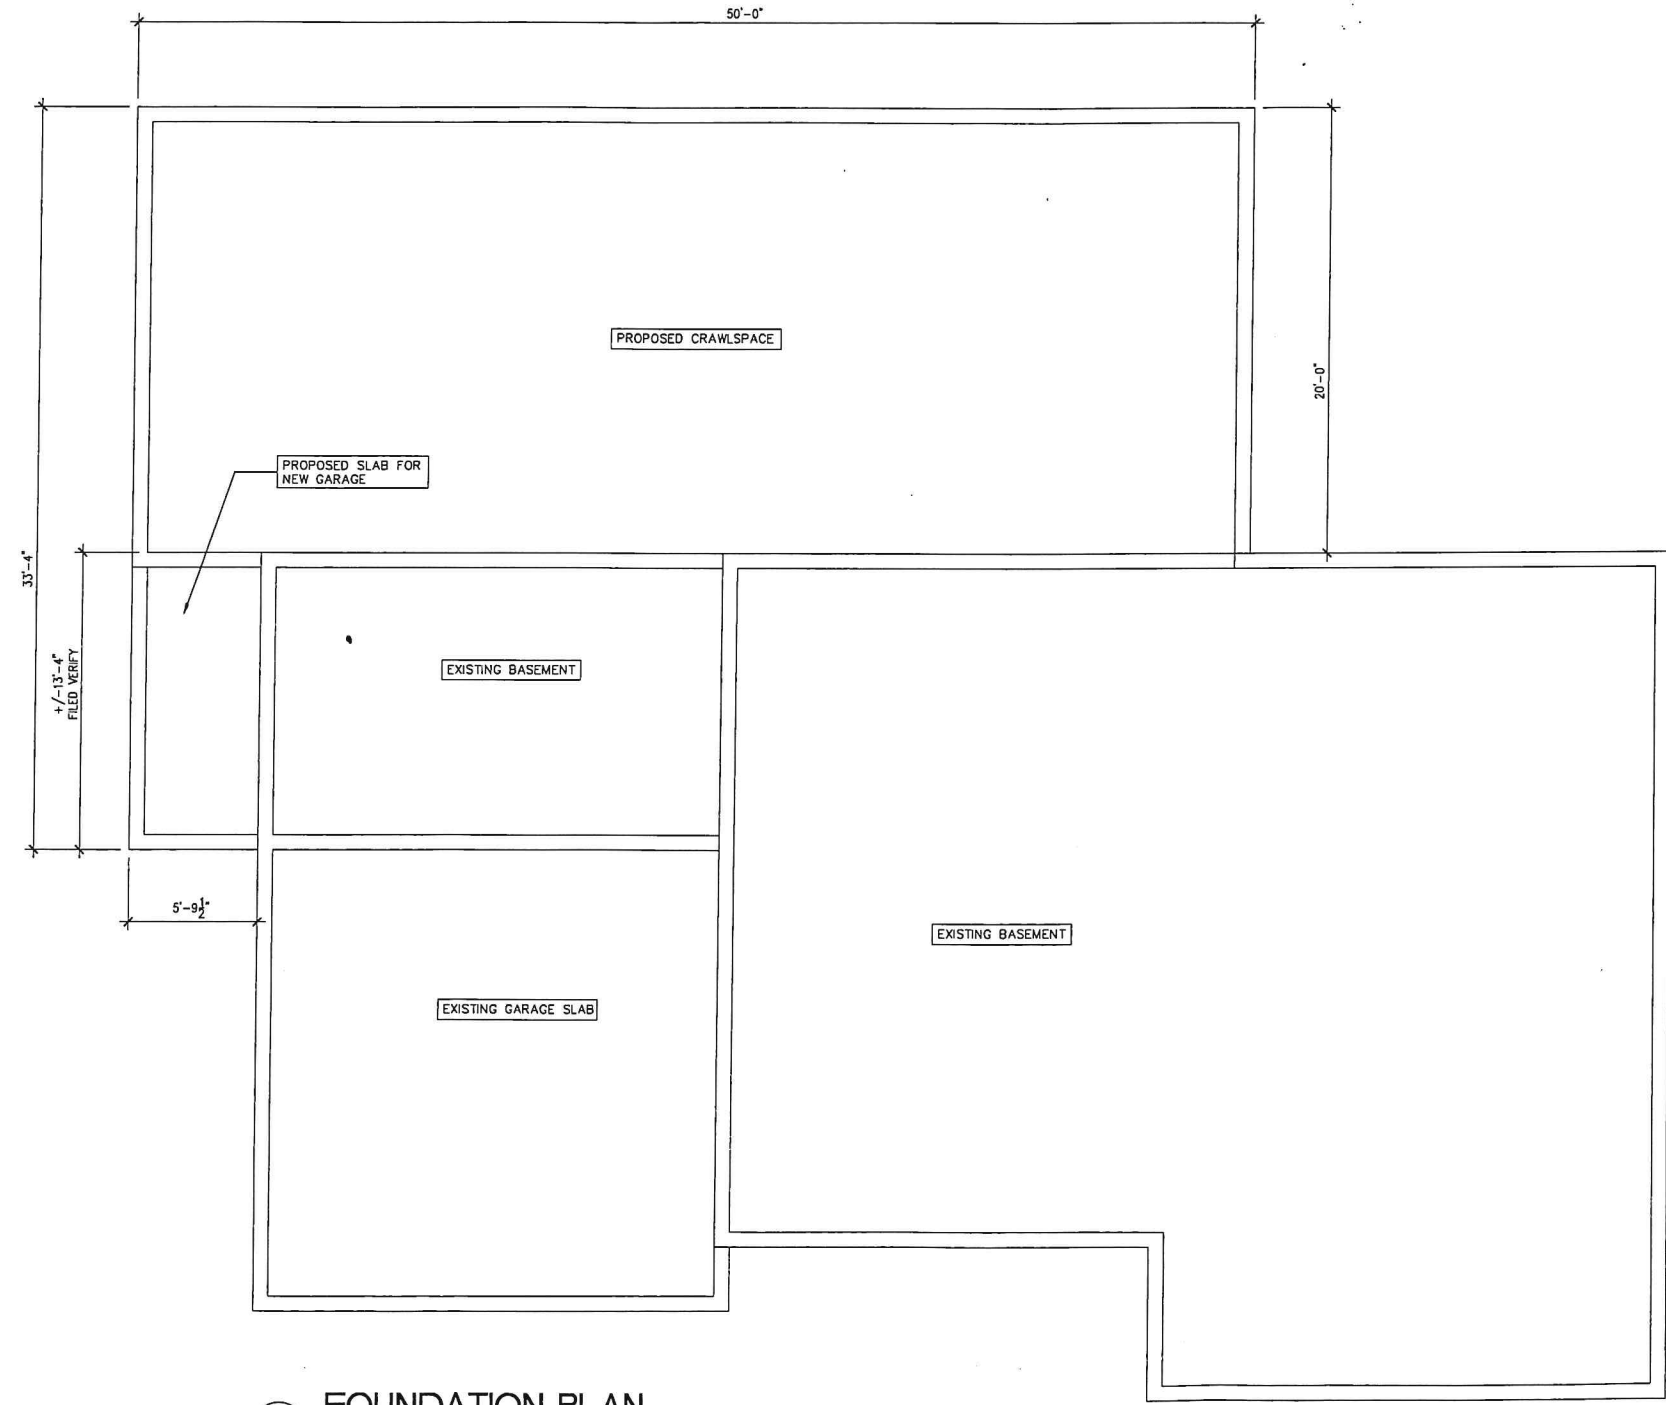 50'-0"
PROPOSED CRAWLSPACE
20'-0"
PROPOSED SLAB FOR
NEW GARAGE
33'-4"
+/-13'-4"
FILED VERIFY
EXISTING BASEMENT
5'-9½"
EXISTING BASEMENT
EXISTING GARAGE SLAB
FOUNDATION PLAN